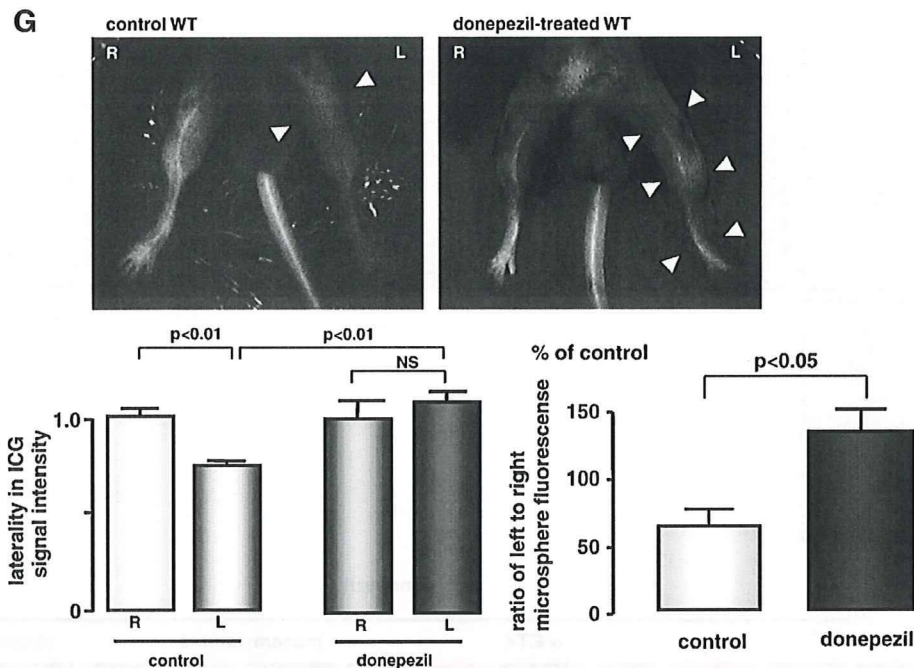 G
control WT
donepezil-treated WT
R
L
R
L
p<0.01
p<0.01
NS
laterality in ICG
signal intensity
1.0
0
R
L
R
L
control
donepezil
% of control
p<0.05
ratio of left to right
microsphere fluorescense
150
100
50
0
control
donepezil